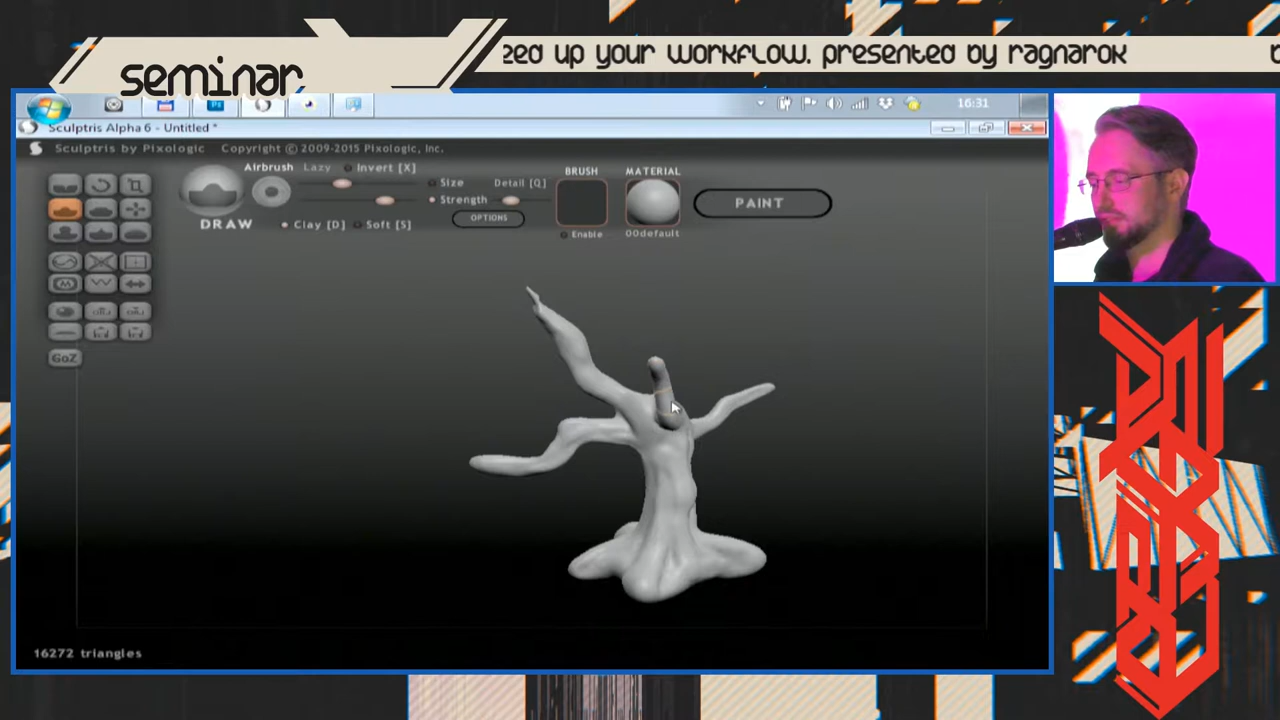 seminar
zed up your workflow. presented by ragnarok
16:31
Sculptris Alpha 6 - Untitled *
Sculptris by Pixologic Copyright © 2009-2015 Pixologic, Inc.
Airbrush Lazy Invert [X]
BRUSH MATERIAL
Size Detail [Q]
Strength
PAINT
OPTIONS
DRAW Clay [D] Soft [S]
Enable 00default
GoZ
16272 triangles